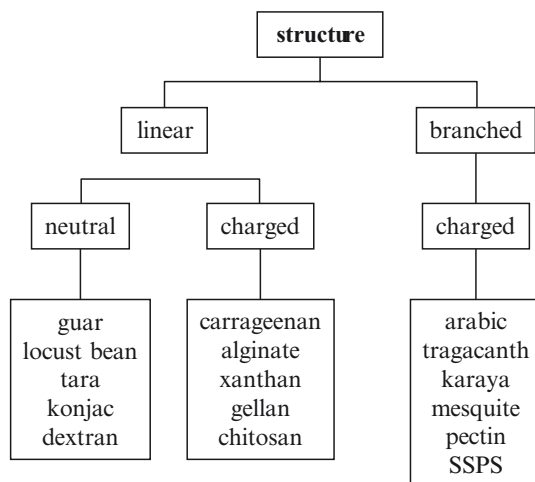 structure
linear
branched
neutral
charged
charged
guar
locust bean
tara
konjac
dextran
carrageenan
alginate
xanthan
gellan
chitosan
arabic
tragacanth
karaya
mesquite
pectin
SSPS